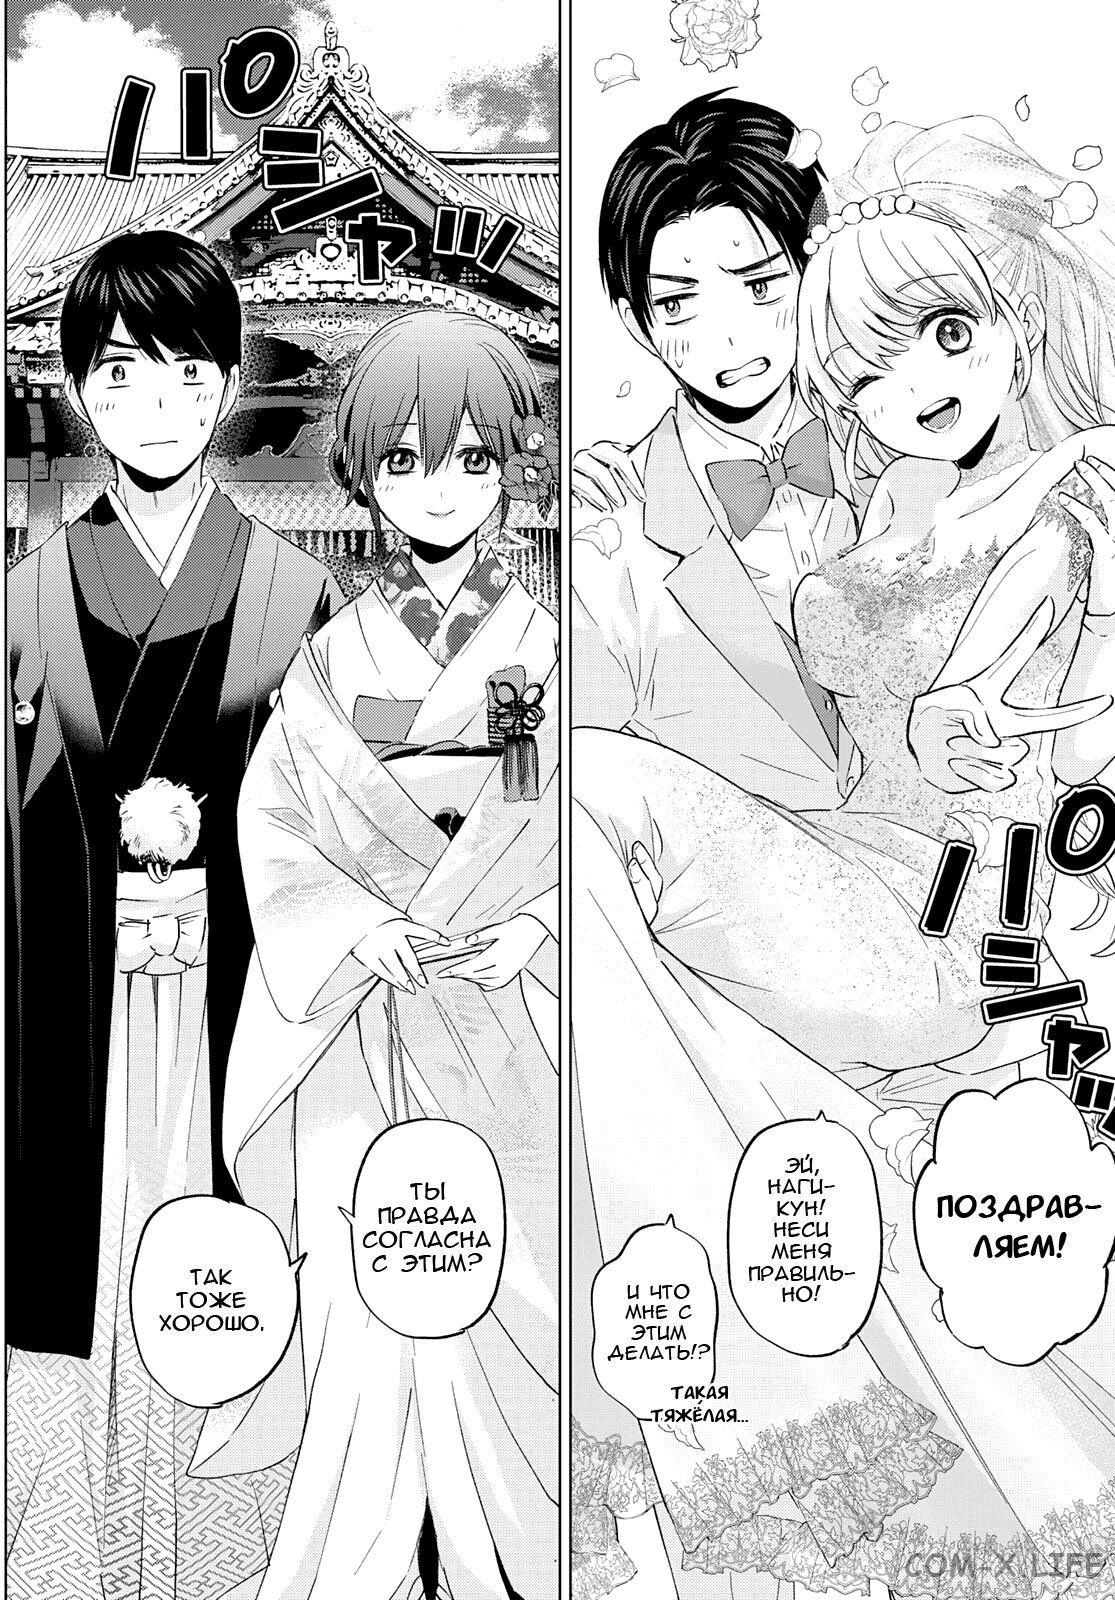 パ
シ
ャ
ッ
ПОЗДРАВ-
ЛЯЕМ!
ЭЙ,
НАГИ-
КУН!
НЕСИ
МЕНЯ
ПРАВИЛЬ-
НО!
И ЧТО
МНЕ С
ЭТИМ
ДЕЛАТЬ!?
ТАКАЯ
ТЯЖЁЛАЯ...
パ
シ
ャ
ッ
ТЫ
ПРАВДА
СОГЛАСНА
С ЭТИМ?
ТАК
ТОЖЕ
ХОРОШО.
COM-X.LIFE